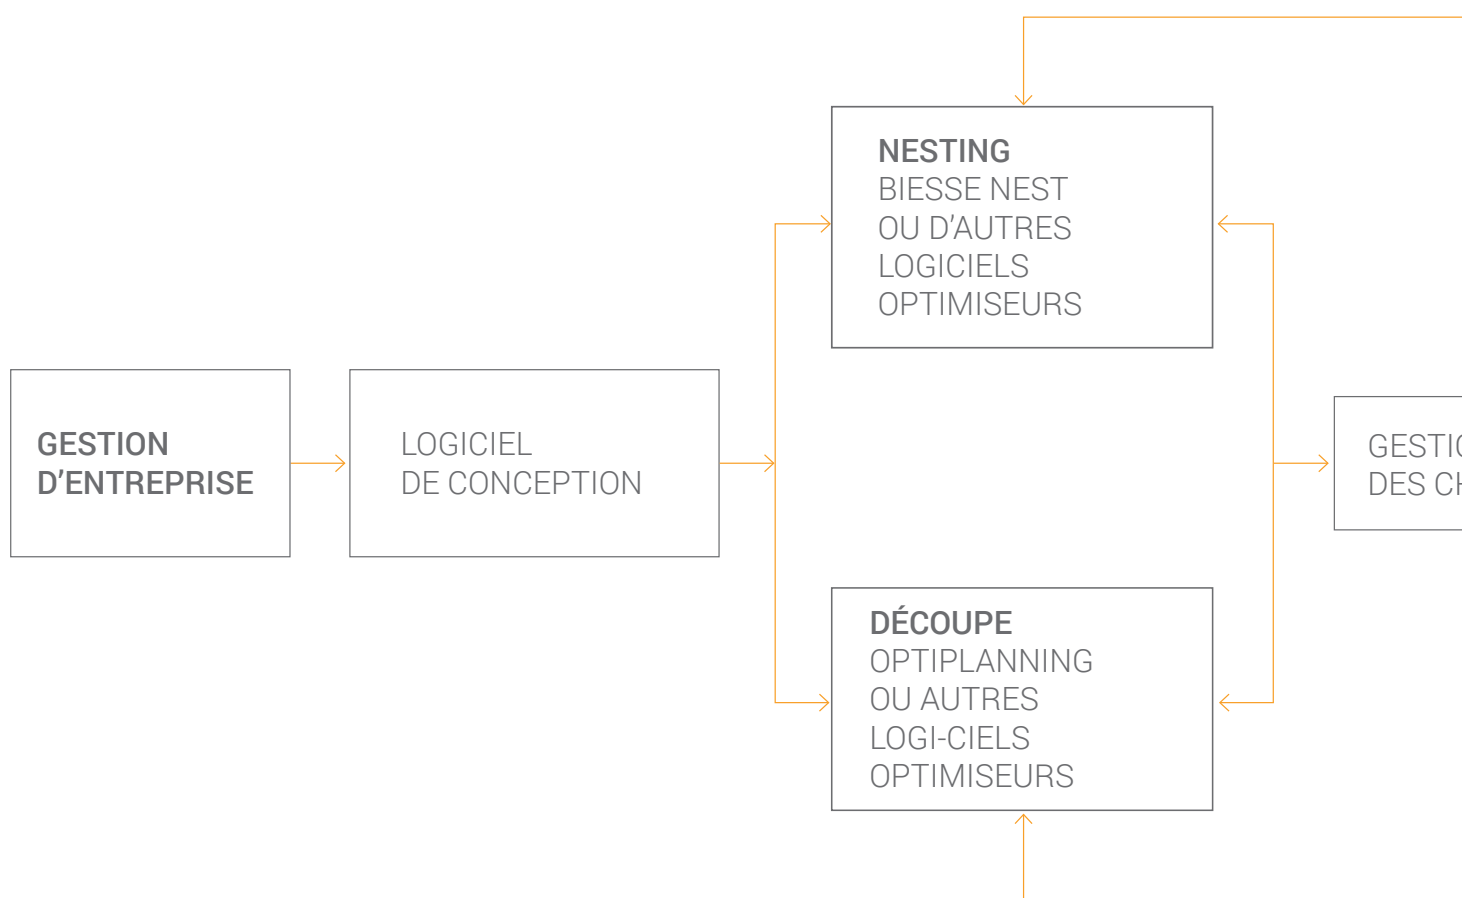 NESTING
BIESSE NEST
OU D'AUTRES
LOGICIELS
OPTIMISEURS
GESTION
D'ENTREPRISE
LOGICIEL
DE CONCEPTION
DES
DÉCOUPE
OPTIPLANNING
OU AUTRES
LOGI-CIELS
OPTIMISEURS